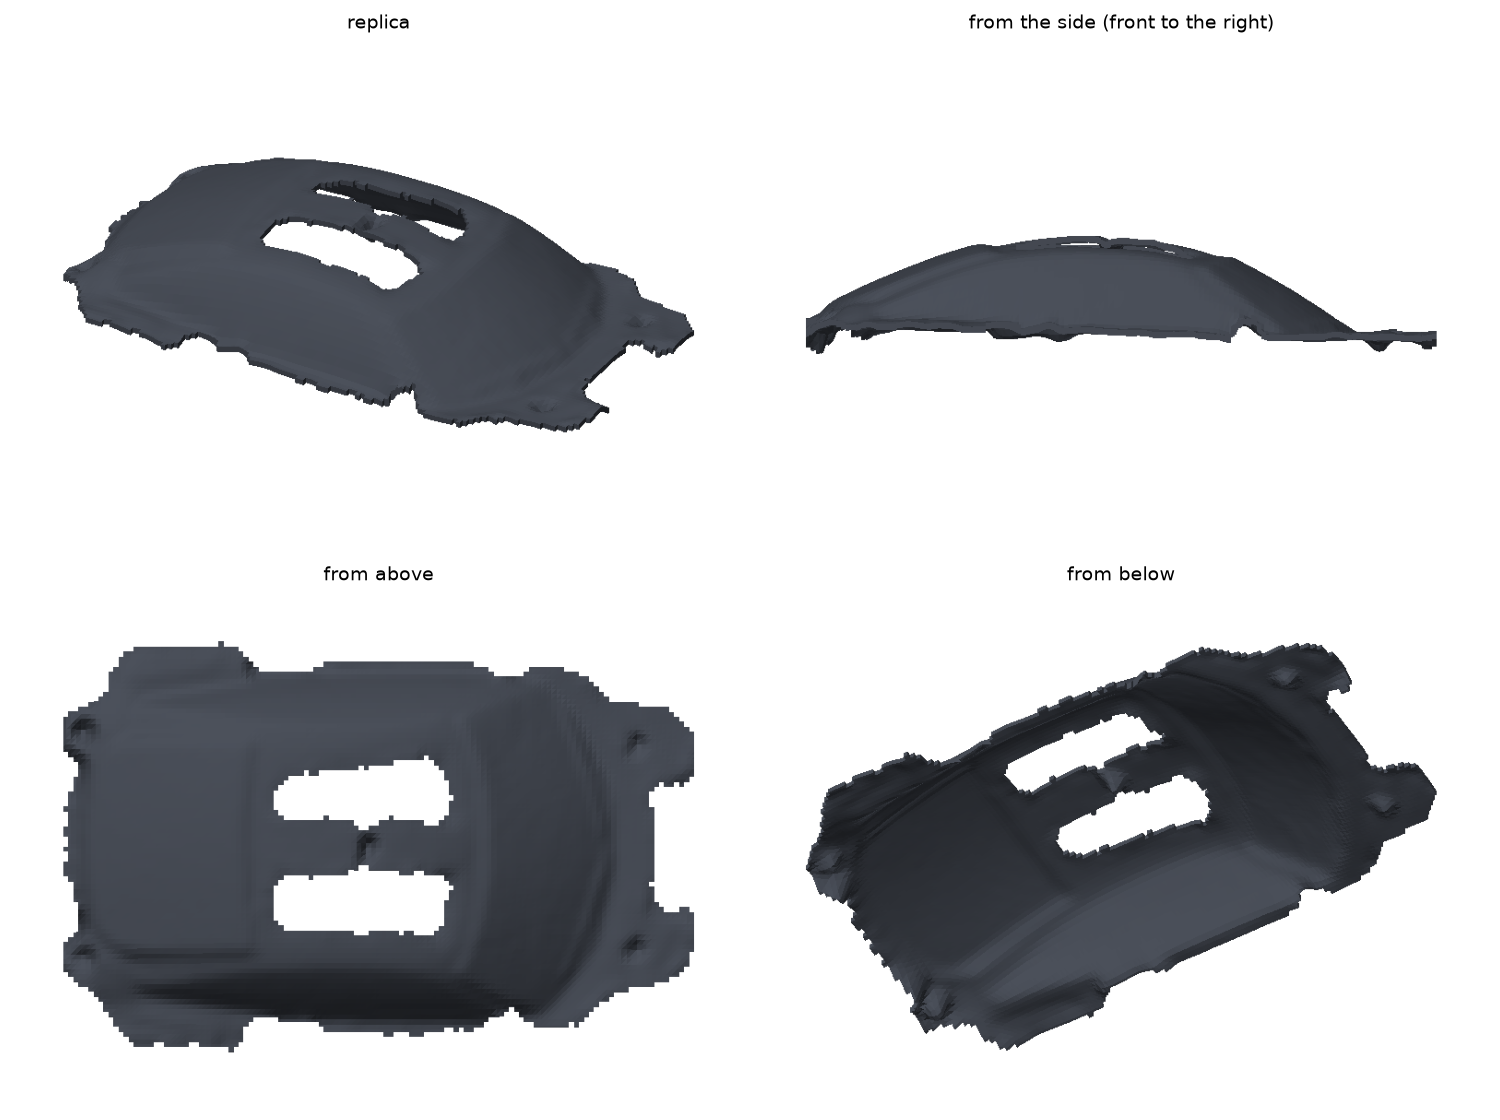 replica
from the side (front to the right)
from above
from below